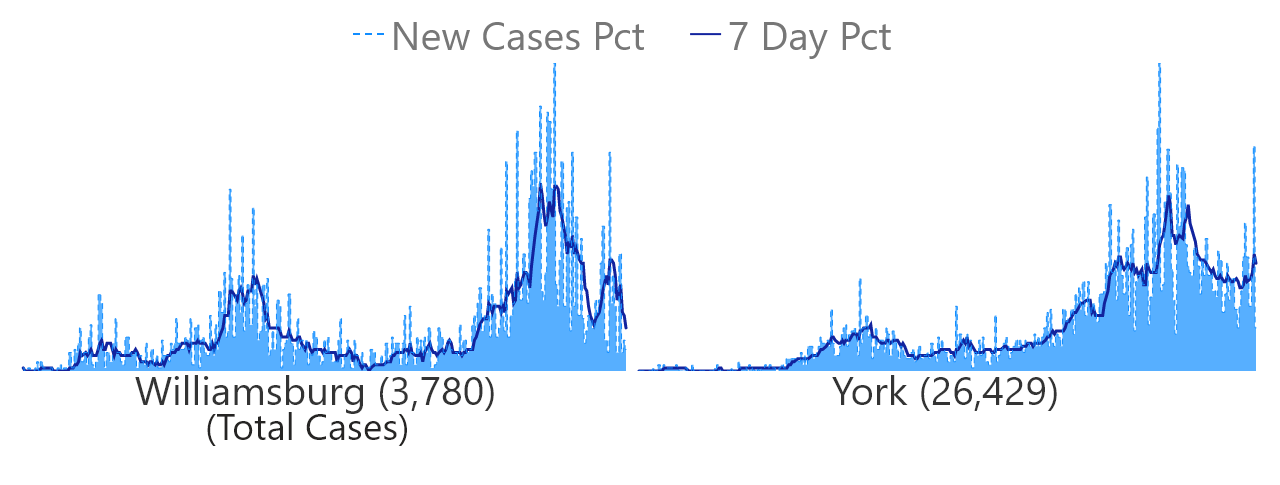 New Cases Pct 7 Day Pct
Williamsburg (3,780) York (26,429)
(Total Cases)